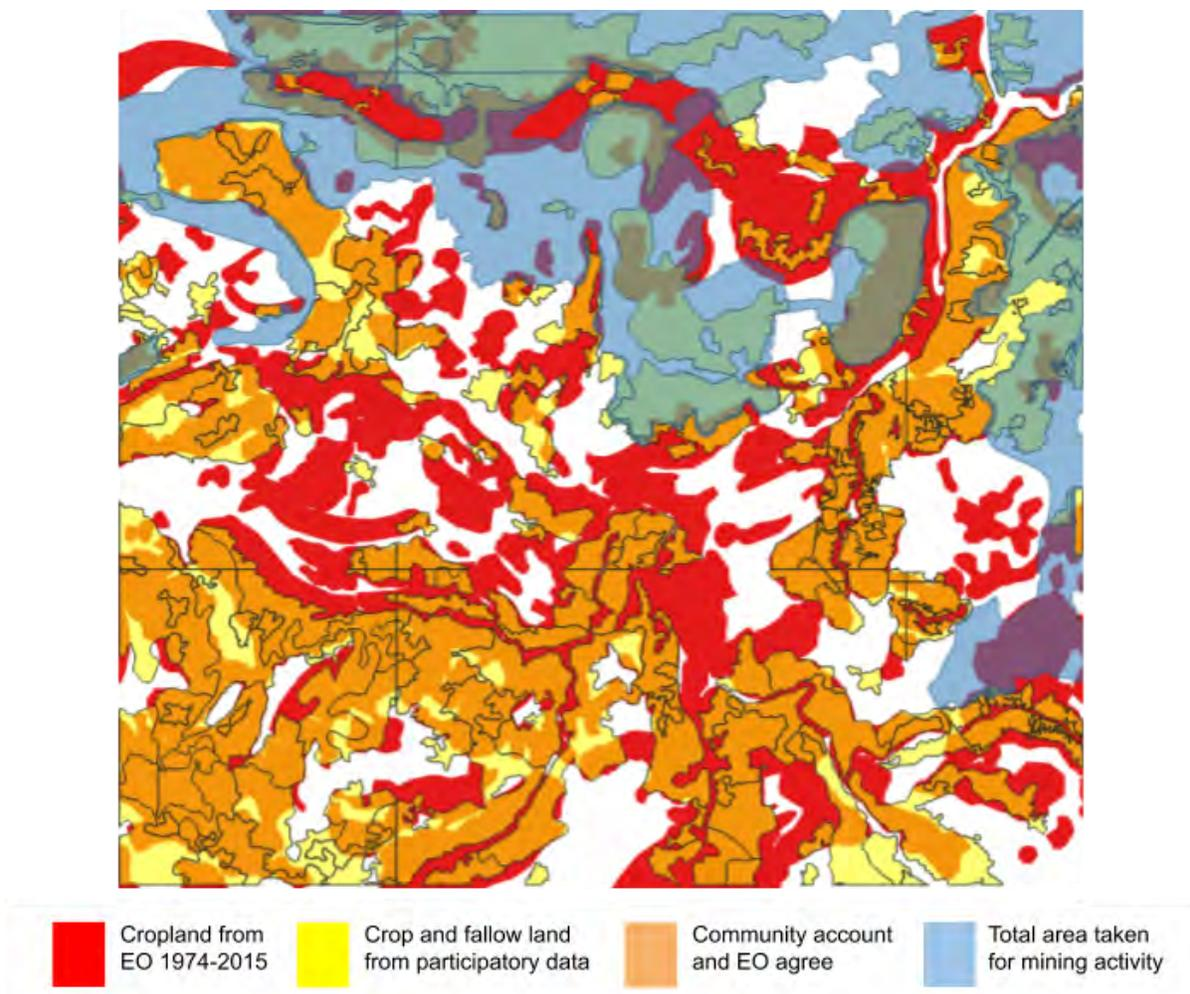 Cropland from
EO 1974-2015
Crop and fallow land
from participatory data
Community account
and EO agree
Total area taken
for mining activity